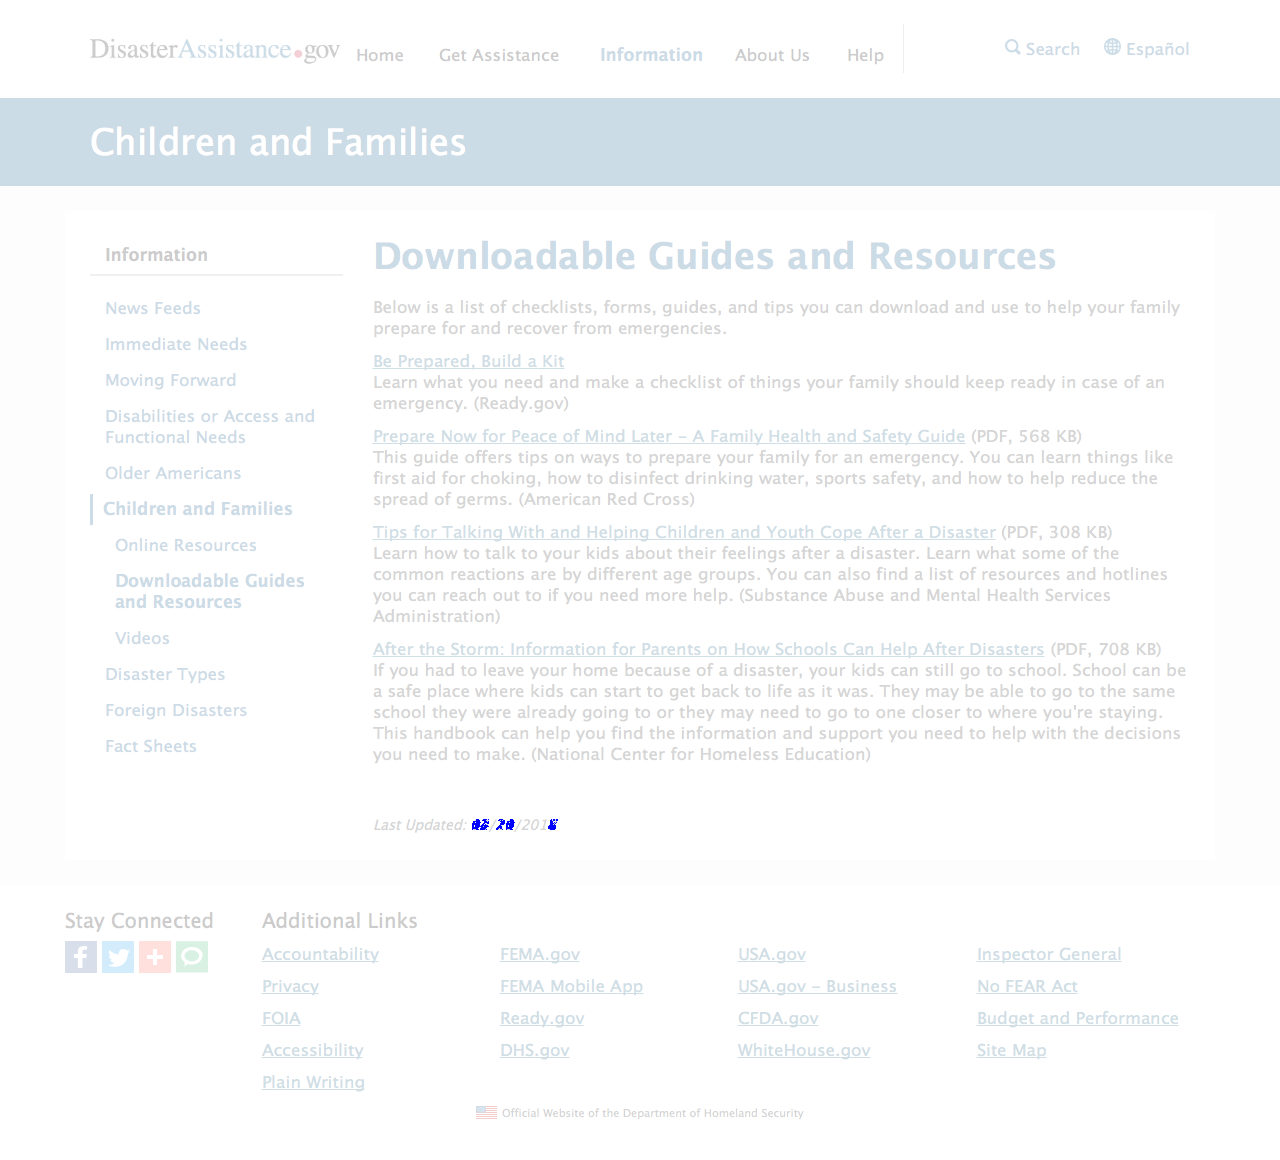 DisasterAssistance.gov
Home Get Assistance Information About Us Help
Search Español
Children and Families
Information
News Feeds
Immediate Needs
Moving Forward
Disabilities or Access and
Functional Needs
Older Americans
Children and Families
Online Resources
Downloadable Guides
and Resources
Videos
Disaster Types
Foreign Disasters
Fact Sheets
Downloadable Guides and Resources
Below is a list of checklists, forms, guides, and tips you can download and use to help your family
prepare for and recover from emergencies.
Be Prepared, Build a Kit
Learn what you need and make a checklist of things your family should keep ready in case of an
emergency. (Ready.gov)
Prepare Now for Peace of Mind Later – A Family Health and Safety Guide (PDF, 568 KB)
This guide offers tips on ways to prepare your family for an emergency. You can learn things like
first aid for choking, how to disinfect drinking water, sports safety, and how to help reduce the
spread of germs. (American Red Cross)
Tips for Talking With and Helping Children and Youth Cope After a Disaster (PDF, 308 KB)
Learn how to talk to your kids about their feelings after a disaster. Learn what some of the
common reactions are by different age groups. You can also find a list of resources and hotlines
you can reach out to if you need more help. (Substance Abuse and Mental Health Services
Administration)
After the Storm: Information for Parents on How Schools Can Help After Disasters (PDF, 708 KB)
If you had to leave your home because of a disaster, your kids can still go to school. School can be
a safe place where kids can start to get back to life as it was. They may be able to go to the same
school they were already going to or they may need to go to one closer to where you're staying.
This handbook can help you find the information and support you need to help with the decisions
you need to make. (National Center for Homeless Education)
Last Updated:
Stay Connected
Additional Links
Accountability FEMA.gov USA.gov Inspector General
Privacy FEMA Mobile App USA.gov – Business No FEAR Act
FOIA Ready.gov CFDA.gov Budget and Performance
Accessibility DHS.gov WhiteHouse.gov Site Map
Plain Writing
Official Website of the Department of Homeland Security